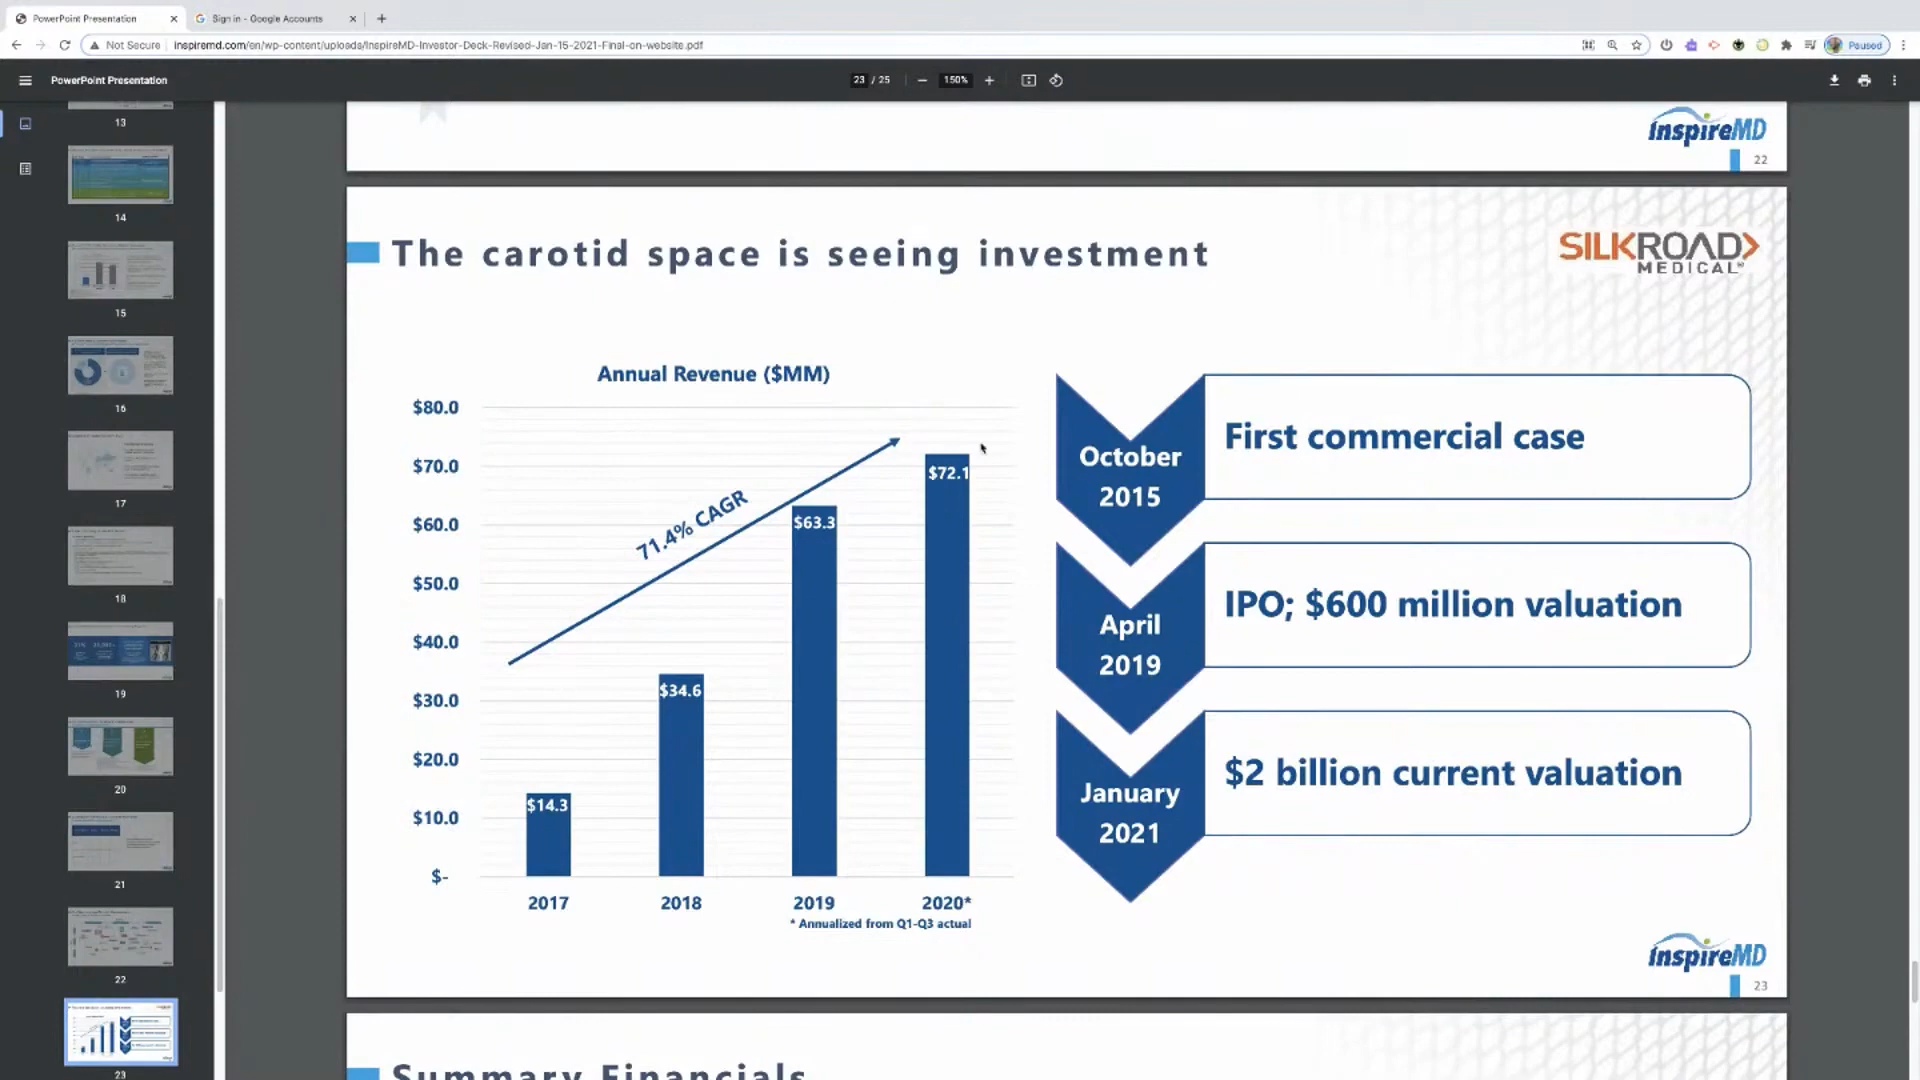 PowerPoint Presentation
Sign in - Google Accounts
Not Secure
inspiremd.com/en/wp-content/uploads/InspireMD-Investor-Deck-Revised-Jan-15-2021-Final-on-website.pdf
Paused
PowerPoint Presentation
23 / 25
150%
13
14
15
16
17
18
19
20
21
22
23
InspireMD
22
The carotid space is seeing investment
SILKROAD
MEDICAL
Annual Revenue ($MM)
$80.0
$70.0
$60.0
$50.0
$40.0
$30.0
$20.0
$10.0
$-
71.4% CAGR
$14.3
$34.6
$63.3
$72.1
2017
2018
2019
2020*
* Annualized from Q1-Q3 actual
October
2015
First commercial case
April
2019
IPO; $600 million valuation
January
2021
$2 billion current valuation
InspireMD
23
Summary Financials